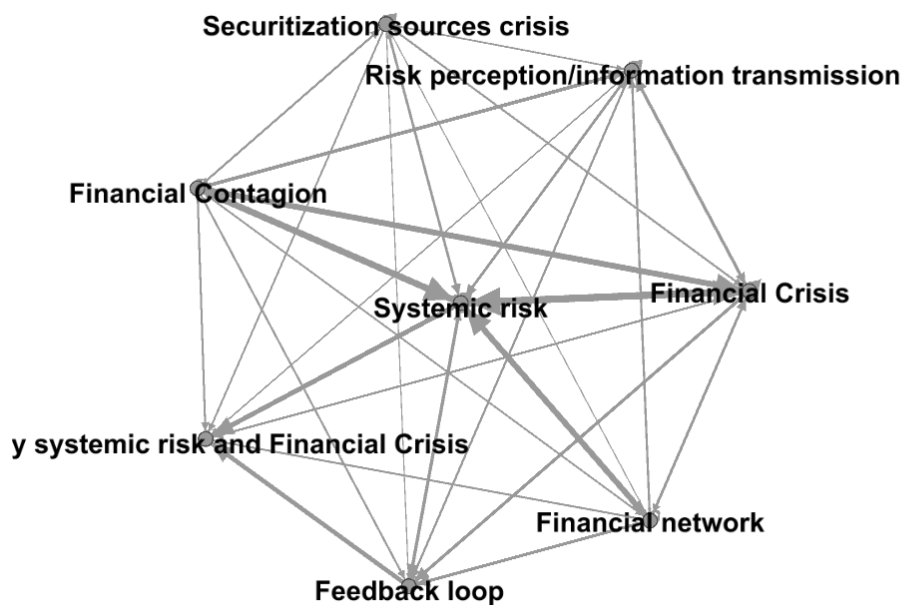 Securitization sources crisis
Risk perception/information transmission
Financial Contagion
Financial Crisis
Systemic risk
y systemic risk and Financial Crisis
Financial network
Feedback loop